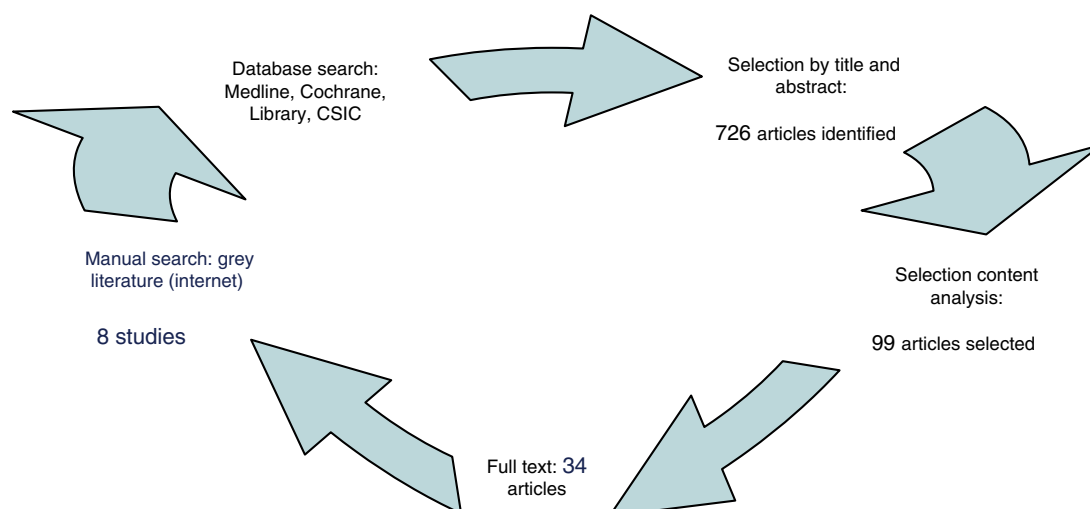 Database search:
Medline, Cochrane,
Library, CSIC
Selection by title and
abstract:
726 articles identified
Selection content
analysis:
99 articles selected
Full text: 34
articles
Manual search: grey
literature (internet)
8 studies